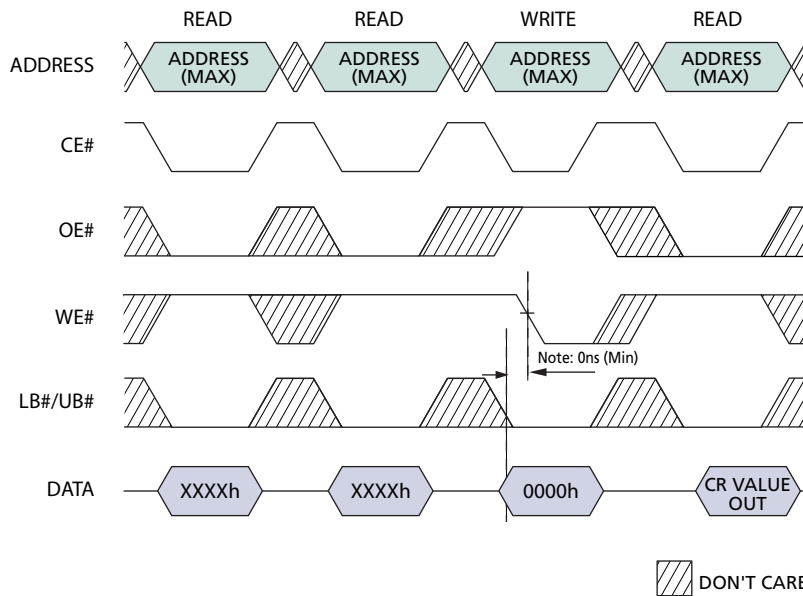 READ READ WRITE READ
ADDRESS
ADDRESS (MAX)
ADDRESS (MAX)
ADDRESS (MAX)
ADDRESS (MAX)
CE#
OE#
WE#
Note: 0ns (Min)
LB#/UB#
DATA
XXXXh
XXXXh
0000h
CR VALUE OUT
DON'T CARE